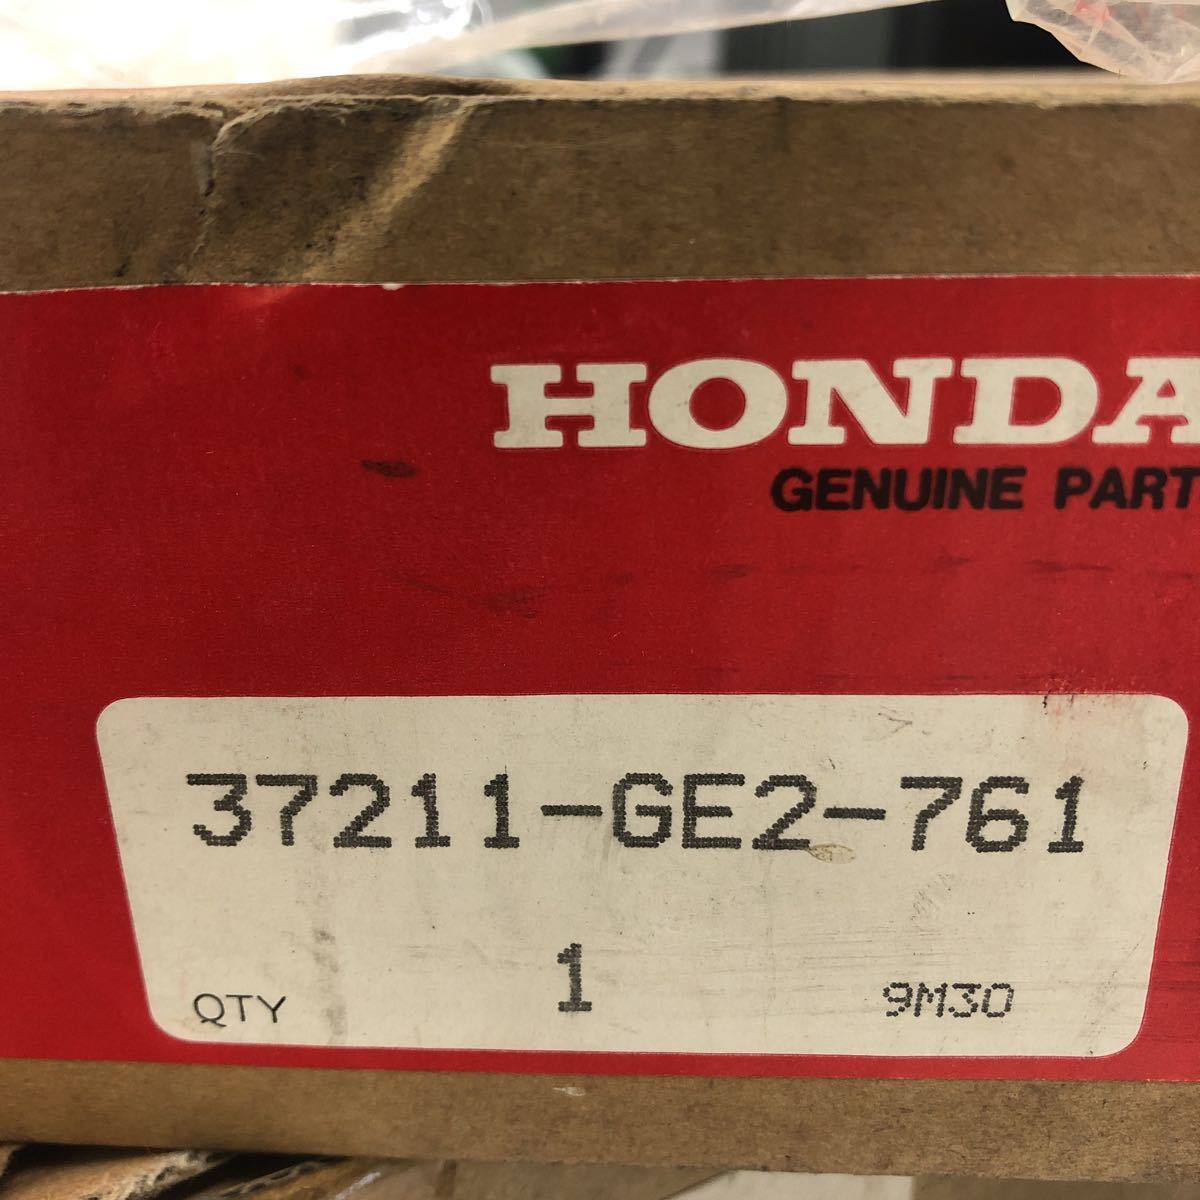 HONDA
GENUINE PART
37211-GE2-761
QTY 1 9M30